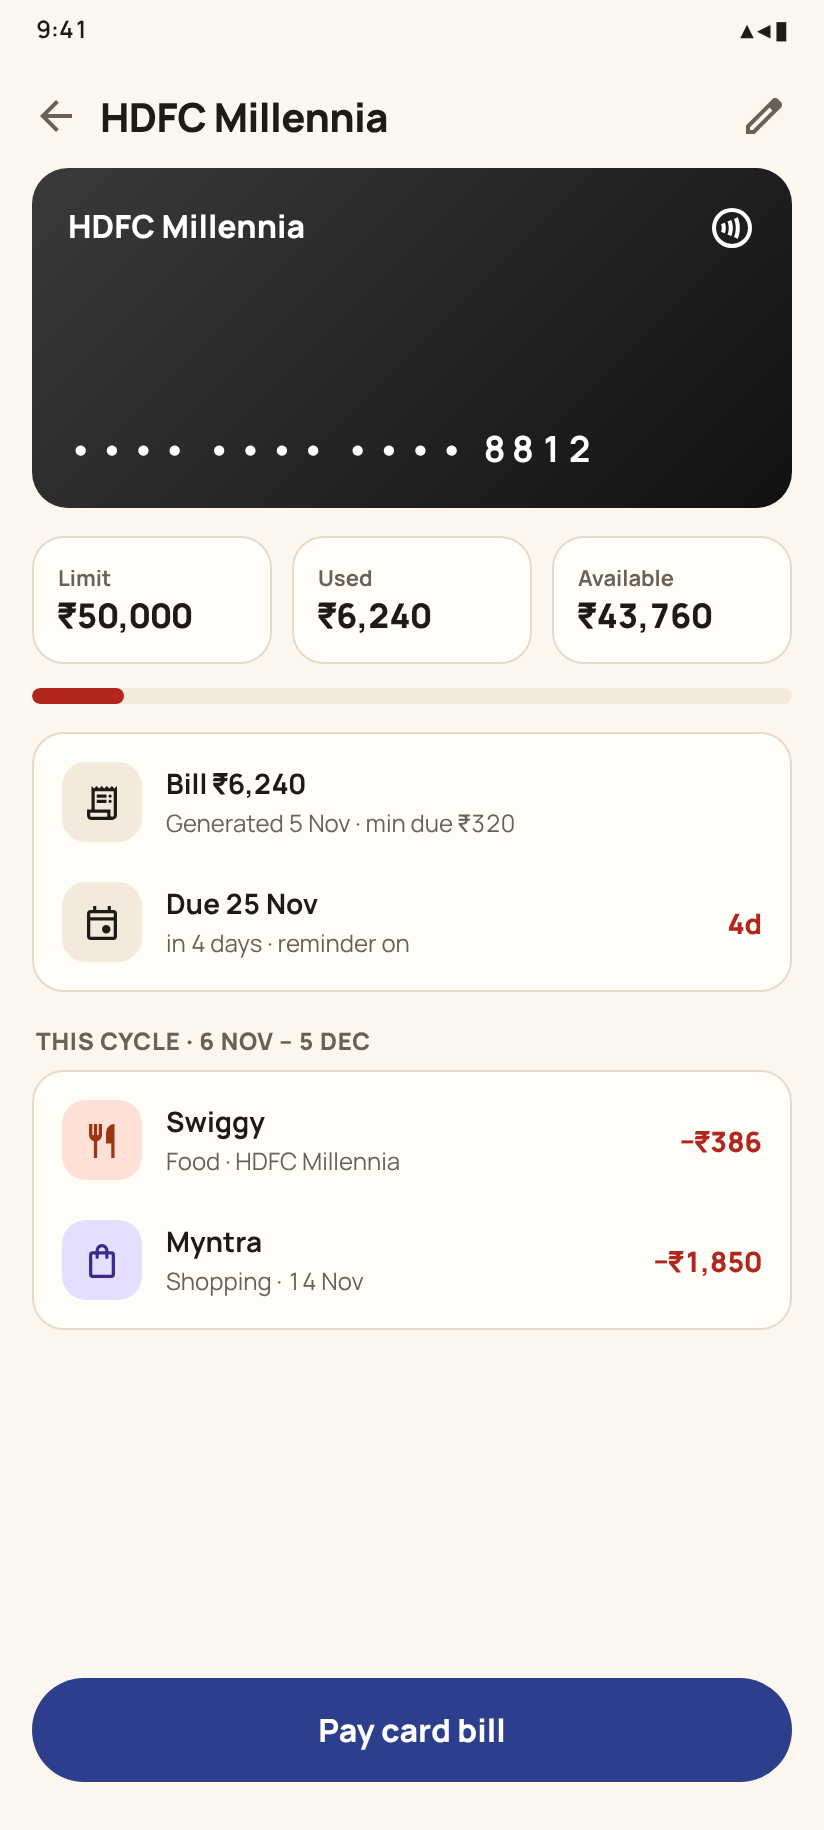 9:41
HDFC Millennia
HDFC Millennia
•••• •••• •••• 8812
Limit
₹50,000
Used
₹6,240
Available
₹43,760
Bill ₹6,240
Generated 5 Nov · min due ₹320
Due 25 Nov
in 4 days · reminder on
4d
THIS CYCLE · 6 NOV – 5 DEC
Swiggy
Food · HDFC Millennia
−₹386
Myntra
Shopping · 14 Nov
−₹1,850
Pay card bill